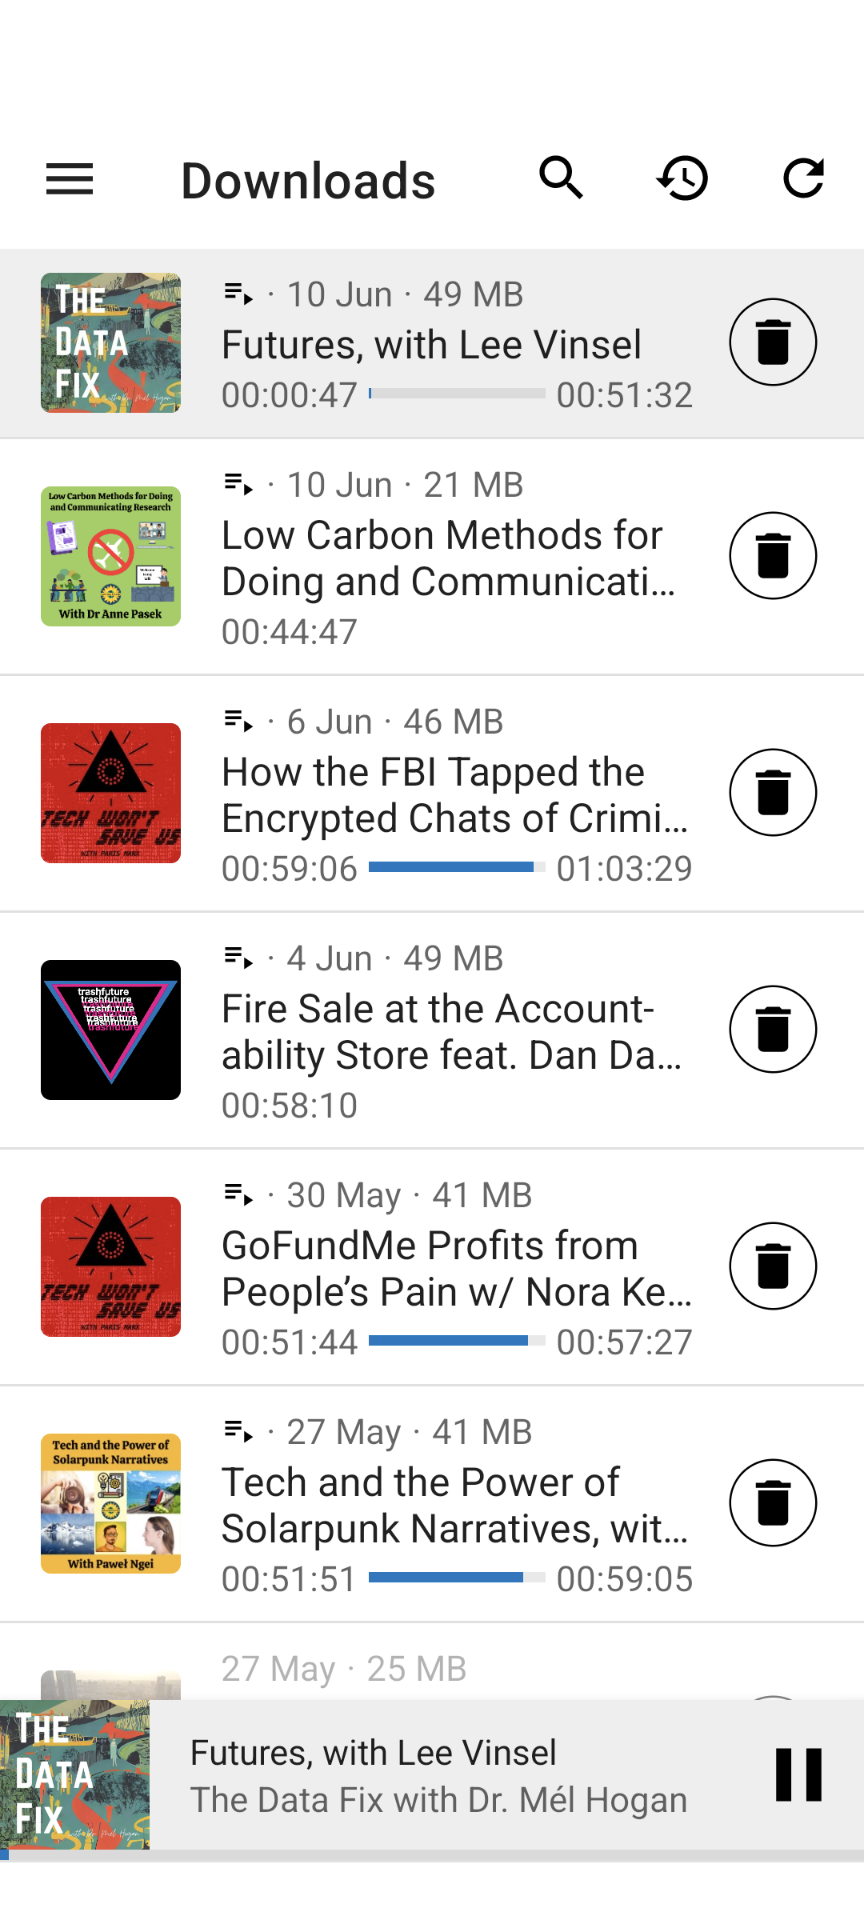 Downloads
THE
DATA
FIX
with Dr. Mél Hogan
· 10 Jun · 49 MB
Futures, with Lee Vinsel
00:00:47
00:51:32
Low Carbon Methods for Doing
and Communicating Research
With Dr Anne Pasek
· 10 Jun · 21 MB
Low Carbon Methods for
Doing and Communicati…
00:44:47
TECH WON'T
SAVE US
WITH PARIS MARX
· 6 Jun · 46 MB
How the FBI Tapped the
Encrypted Chats of Crimi…
00:59:06
01:03:29
trashfuture
trashfuture
trashfuture
trashfuture
trashfuture
· 4 Jun · 49 MB
Fire Sale at the Account-
ability Store feat. Dan Da…
00:58:10
TECH WON'T
SAVE US
WITH PARIS MARX
· 30 May · 41 MB
GoFundMe Profits from
People’s Pain w/ Nora Ke…
00:51:44
00:57:27
Tech and the Power of
Solarpunk Narratives
With Paweł Ngei
· 27 May · 41 MB
Tech and the Power of
Solarpunk Narratives, wit…
00:51:51
00:59:05
27 May · 25 MB
THE
DATA
FIX
Futures, with Lee Vinsel
The Data Fix with Dr. Mél Hogan